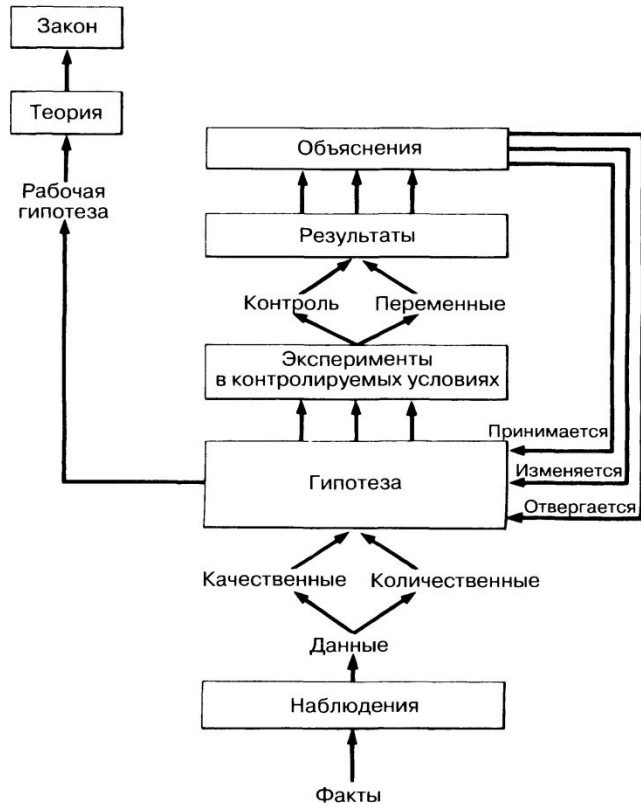 Закон
Теория
Объяснения
Рабочая
гипотеза
Результаты
Контроль Переменные
Эксперименты
в контролируемых условиях
Принимается
Гипотеза
Изменяется
Отвергается
Качественные Количественные
Данные
Наблюдения
Факты